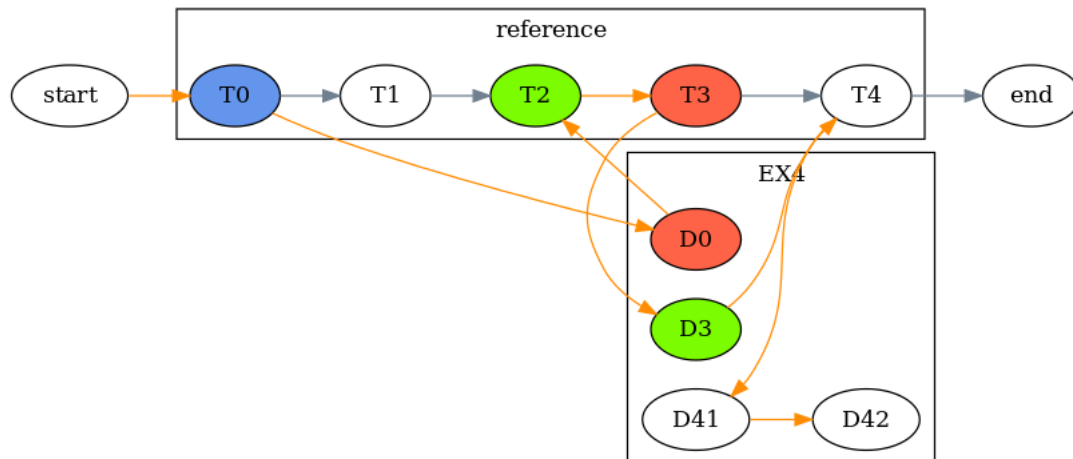 reference
start
T0
T1
T2
T3
T4
end
EX4
D0
D3
D41
D42